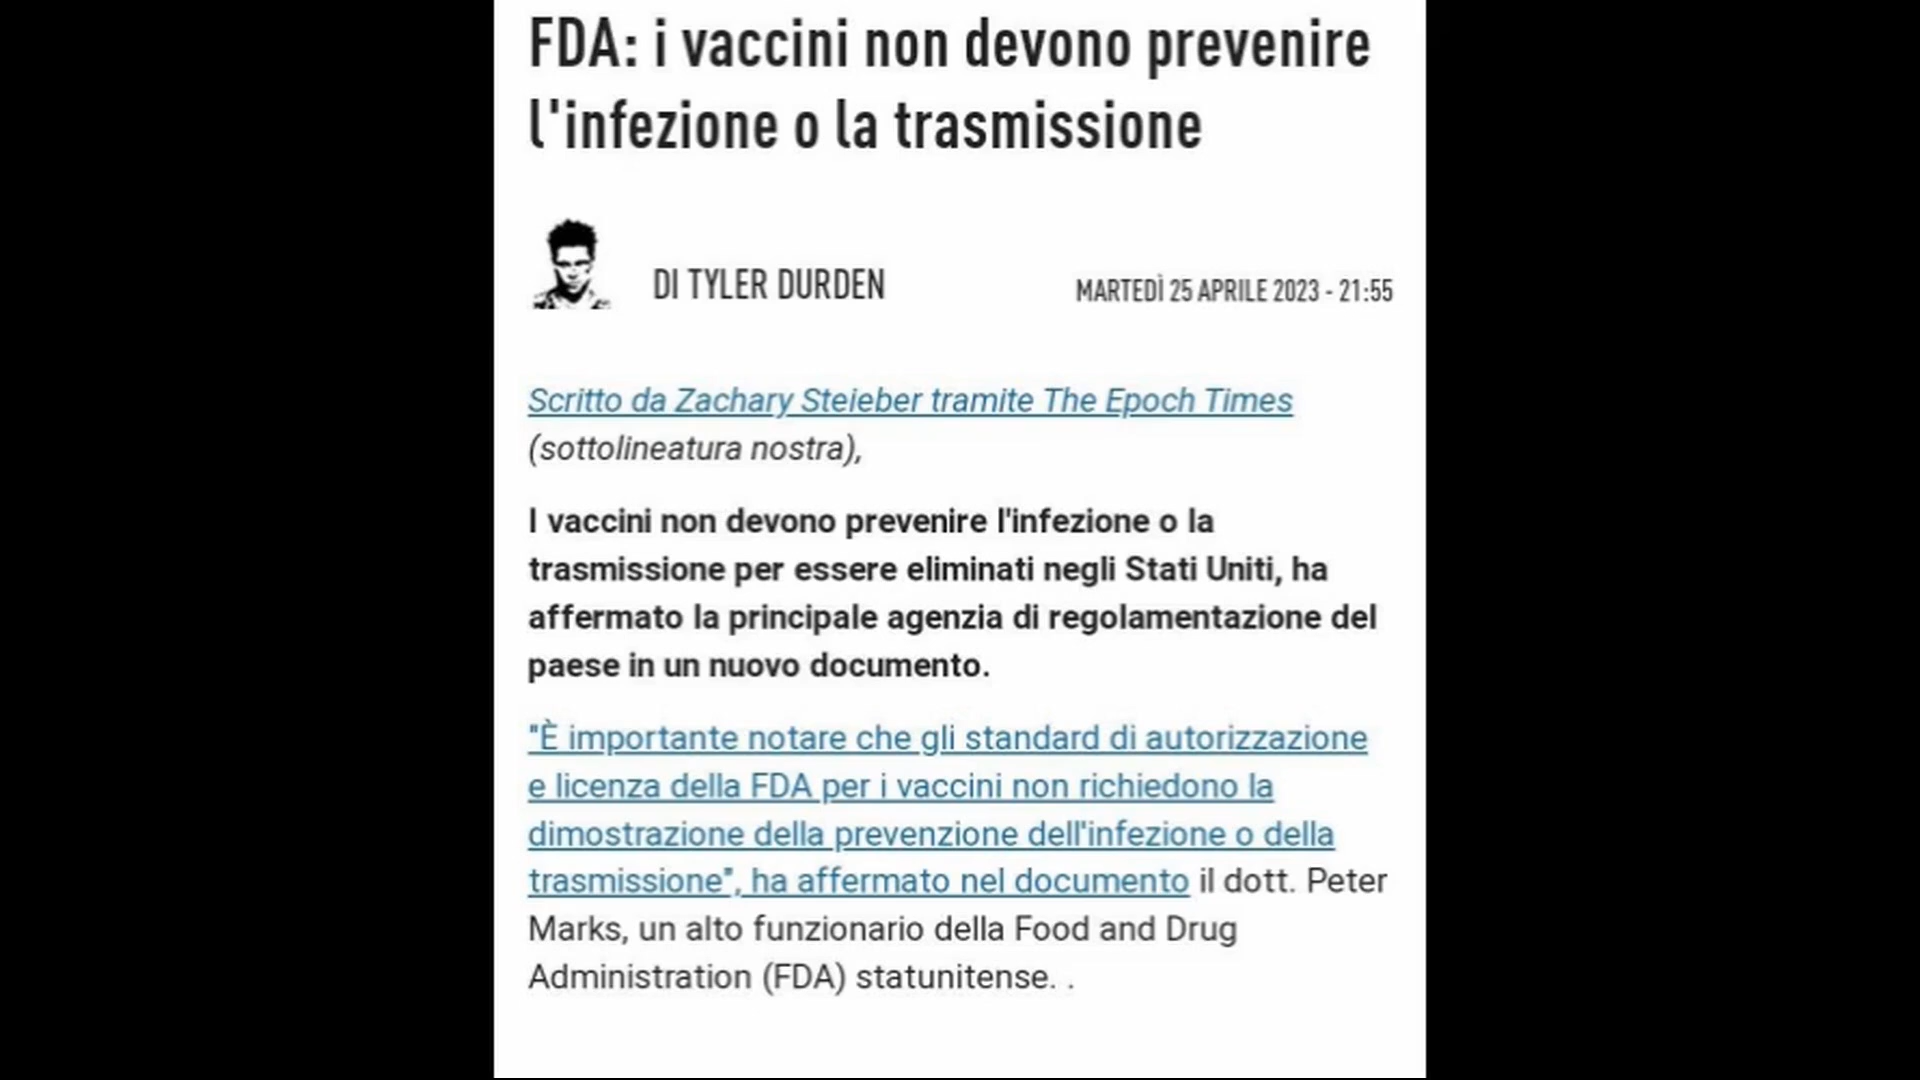 FDA: i vaccini non devono prevenire
l'infezione o la trasmissione
DI TYLER DURDEN
MARTEDÌ 25 APRILE 2023 - 21:55
Scritto da Zachary Steieber tramite The Epoch Times
(sottolineatura nostra),
I vaccini non devono prevenire l'infezione o la
trasmissione per essere eliminati negli Stati Uniti, ha
affermato la principale agenzia di regolamentazione del
paese in un nuovo documento.
"È importante notare che gli standard di autorizzazione
e licenza della FDA per i vaccini non richiedono la
dimostrazione della prevenzione dell'infezione o della
trasmissione", ha affermato nel documento il dott. Peter
Marks, un alto funzionario della Food and Drug
Administration (FDA) statunitense. .